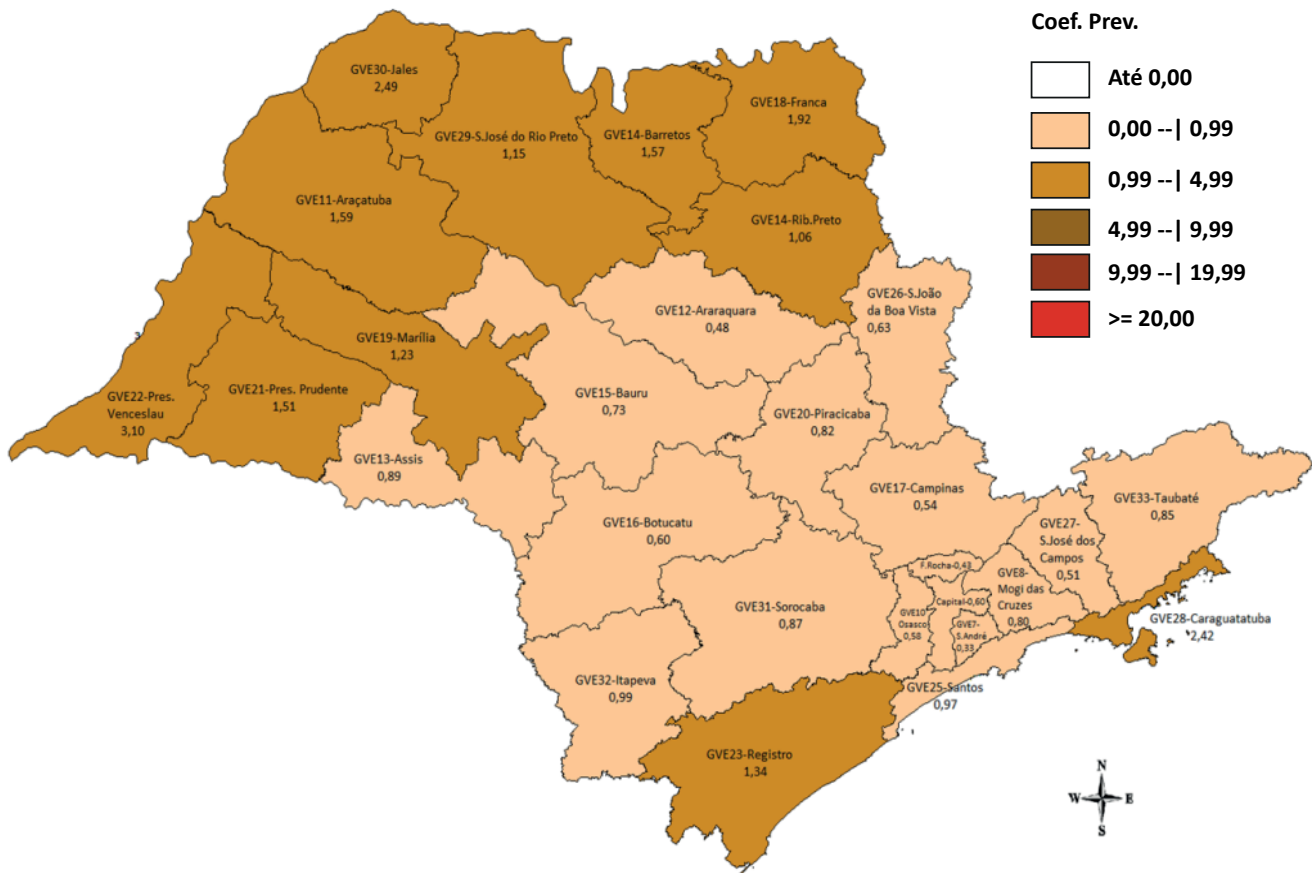 Coef. Prev.
Até 0,00
0,00 --| 0,99
0,99 --| 4,99
4,99 --| 9,99
9,99 --| 19,99
>= 20,00
GVE30-Jales
2,49
GVE18-Franca
1,92
GVE29-S.José do Rio Preto
1,15
GVE14-Barretos
1,57
GVE11-Araçatuba
1,59
GVE14-Rib.Preto
1,06
GVE26-S.João
da Boa Vista
0,63
GVE12-Araraquara
0,48
GVE19-Marília
1,23
GVE22-Pres.
Venceslau
3,10
GVE21-Pres. Prudente
1,51
GVE15-Bauru
0,73
GVE20-Piracicaba
0,82
GVE13-Assis
0,89
GVE17-Campinas
0,54
GVE33-Taubaté
0,85
GVE16-Botucatu
0,60
GVE27-
S.José dos
Campos
0,51
F.Rocha-0,43
GVE8-
Mogi das
Cruzes
0,80
Capital-0,60
GVE10
Osasco
0,58
GVE7-
S.André
0,33
GVE31-Sorocaba
0,87
GVE28-Caraguatatuba
2,42
GVE32-Itapeva
0,99
GVE25-Santos
0,97
GVE23-Registro
1,34
N
W E
S